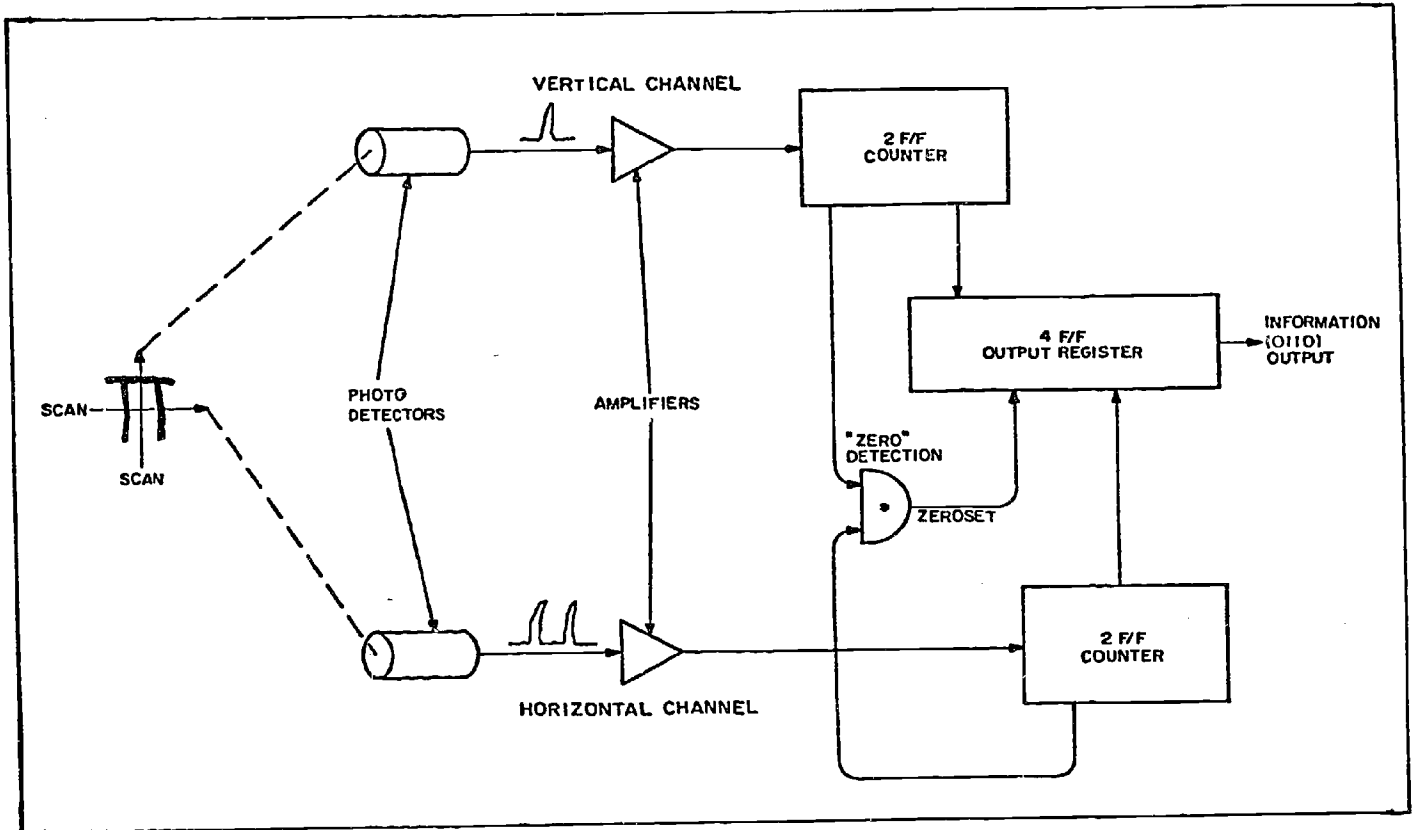 VERTICAL CHANNEL
2 F/F
COUNTER
4 F/F
OUTPUT REGISTER
INFORMATION
(0110)
OUTPUT
PHOTO
DETECTORS
AMPLIFIERS
SCAN
SCAN
"ZERO"
DETECTION
ZEROSET
2 F/F
COUNTER
HORIZONTAL CHANNEL